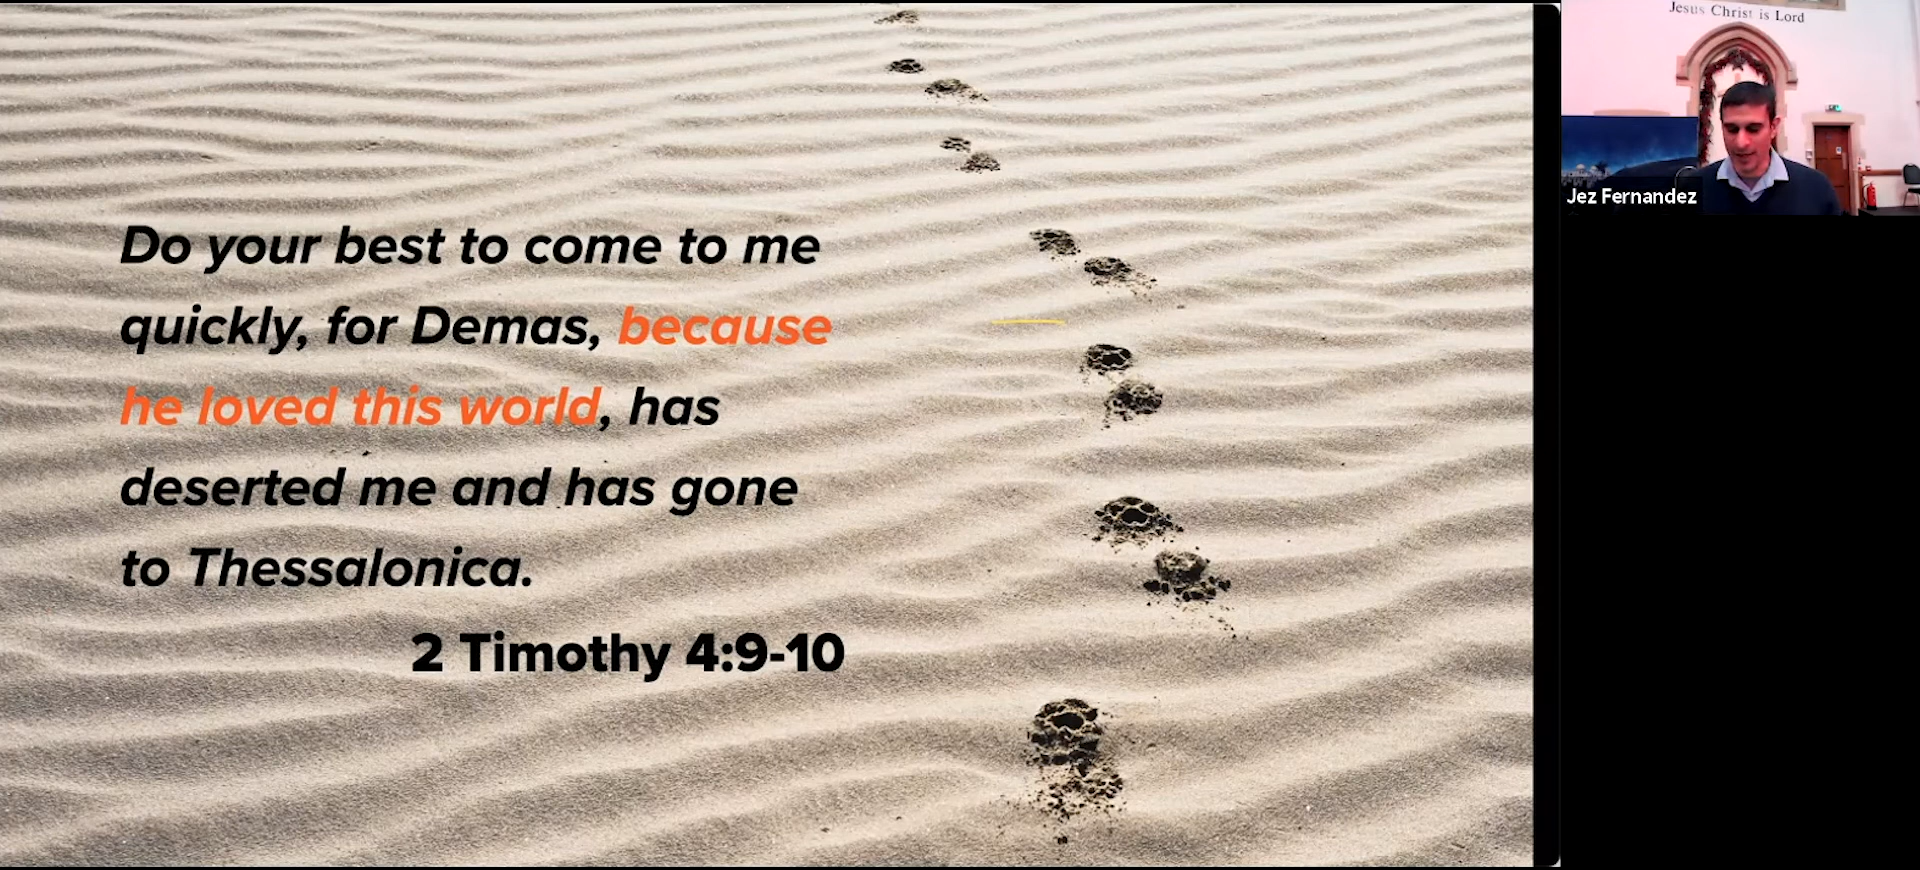 Do your best to come to me
quickly, for Demas, because
he loved this world, has
deserted me and has gone
to Thessalonica.
2 Timothy 4:9-10
Jesus Christ is Lord
Jez Fernandez